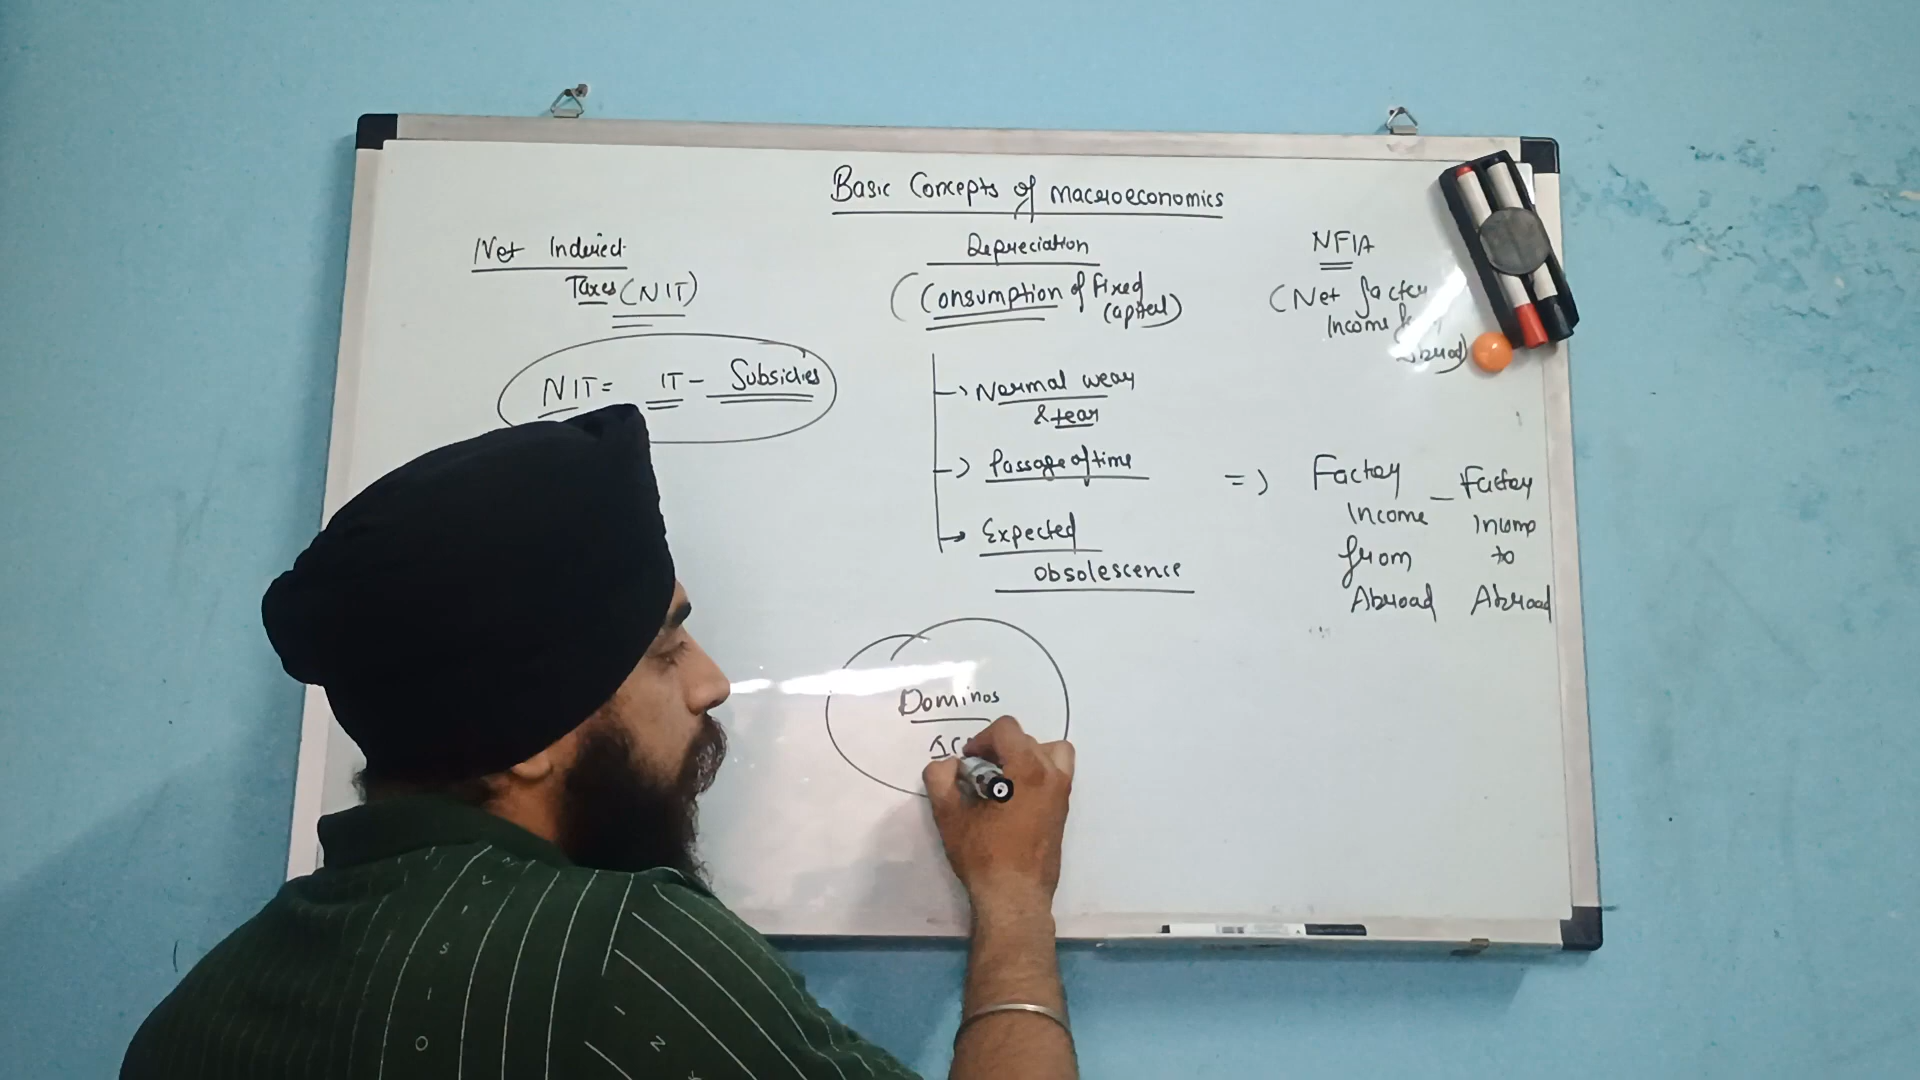 Basic Concepts of Macroeconomics
Net Indirect
Taxes (NIT)
NIT = IT - Subsidies
Depreciation
(Consumption of Fixed
Capital)
→ Normal wear
& tear
→ Passage of time
→ Expected
obsolescence
NFIA
(Net factor
Income
Abroad)
=) Factor - Factor
Income Income
from to
Abroad Abroad
Dominos